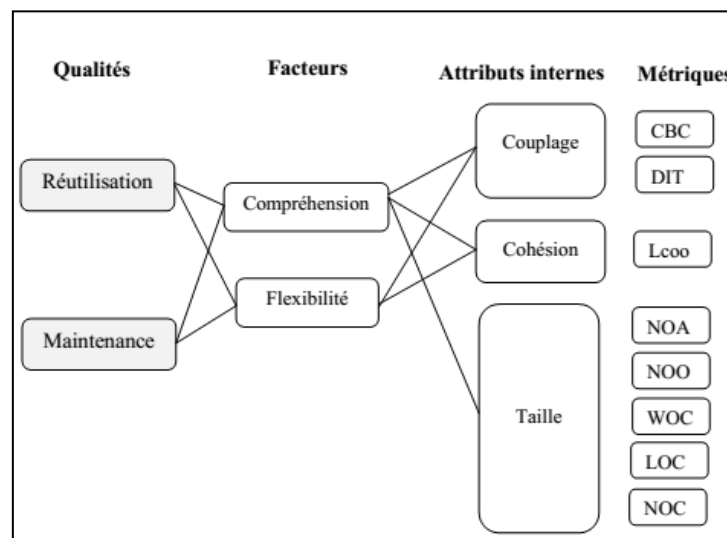 Qualités
Facteurs
Attributs internes
Métriques
Réutilisation
Maintenance
Compréhension
Flexibilité
Couplage
Cohésion
Taille
CBC
DIT
Lcoo
NOA
NOO
WOC
LOC
NOC